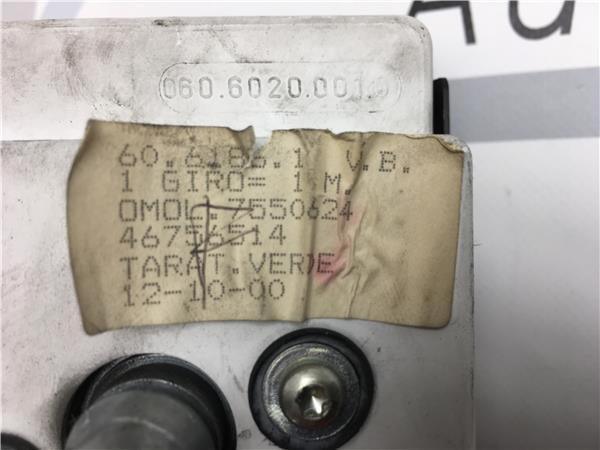 060.6020.001
60.6186.1 V.B.
1 GIRO= 1 M.
OMOL.7550624
46756514
TARAT.VERDE
12-10-00